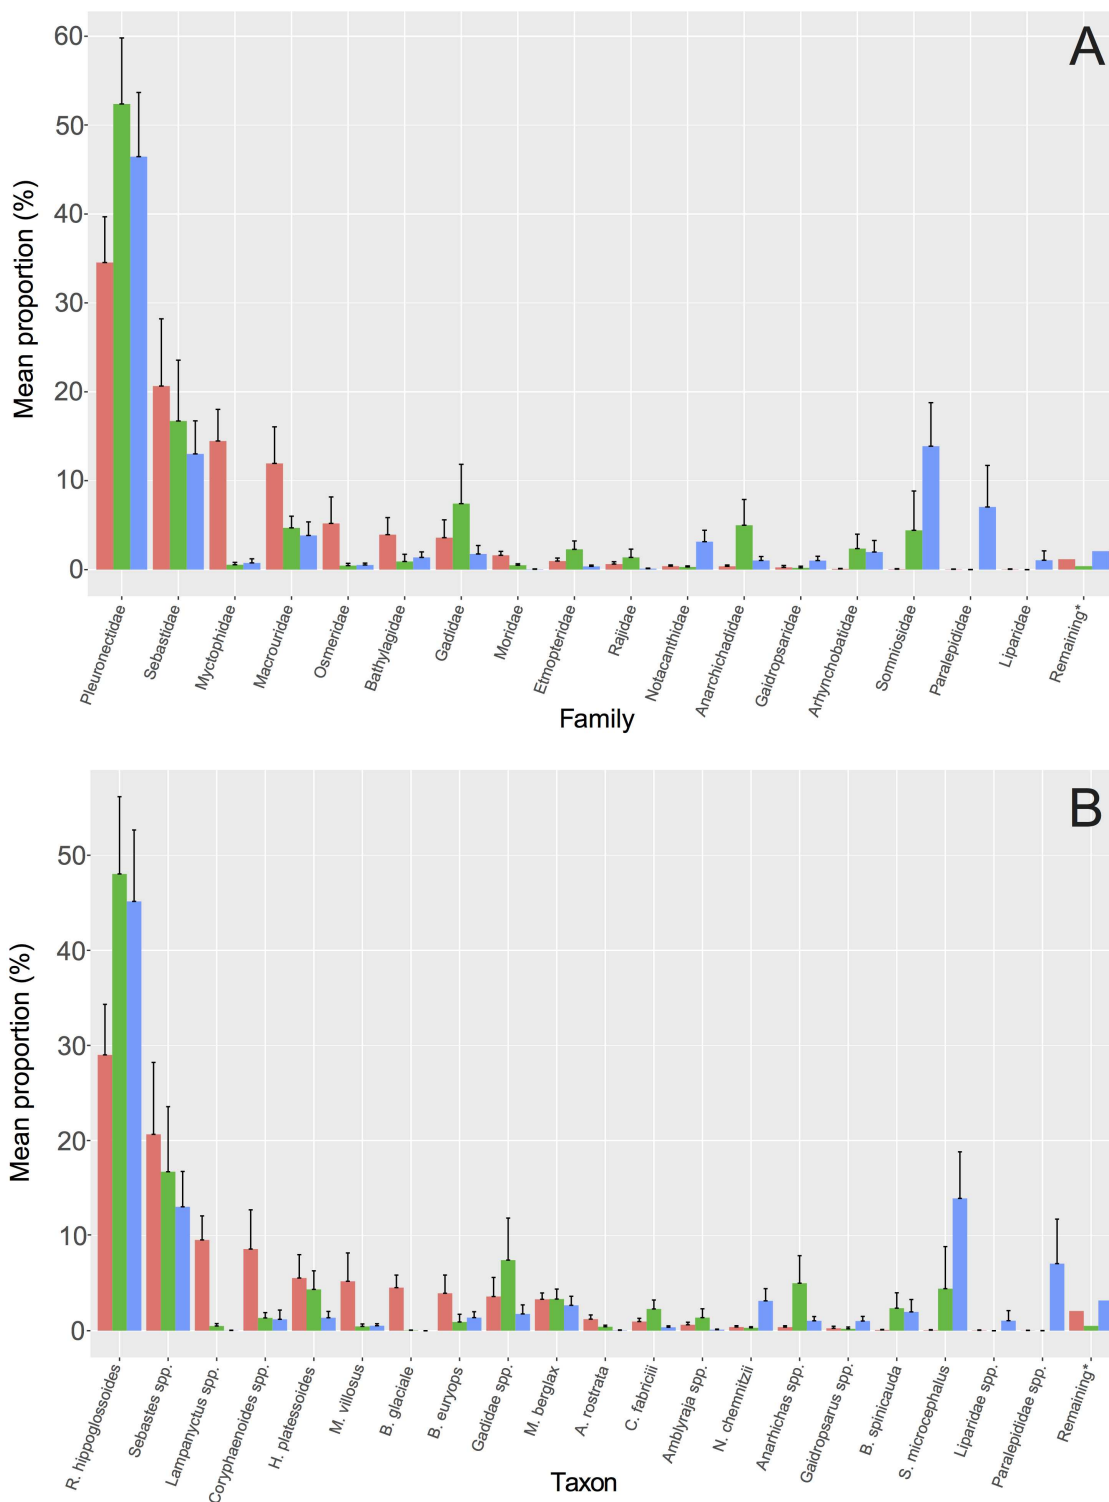 A
Mean proportion (%)
60
50
40
30
20
10
0
Pleuronectidae
Sebastidae
Myctophidae
Macrouridae
Osmeridae
Bathylagidae
Gadidae
Moridae
Etmopteridae
Rajidae
Notacanthidae
Anarchichadidae
Gaidropsaridae
Arhynchobatidae
Somniosidae
Paralepididae
Liparidae
Remaining*
Family
B
Mean proportion (%)
50
40
30
20
10
0
R. hippoglossoides
Sebastes spp.
Lampanyctus spp.
Coryphaenoides spp.
H. platessoides
M. villosus
B. glaciale
B. euryops
Gadidae spp.
M. berglax
A. rostrata
C. fabricii
Amblyraja spp.
N. chemnitzii
Anarhichas spp.
Gaidropsarus spp.
B. spinicauda
S. microcephalus
Liparidae spp.
Paralepididae spp.
Remaining*
Taxon